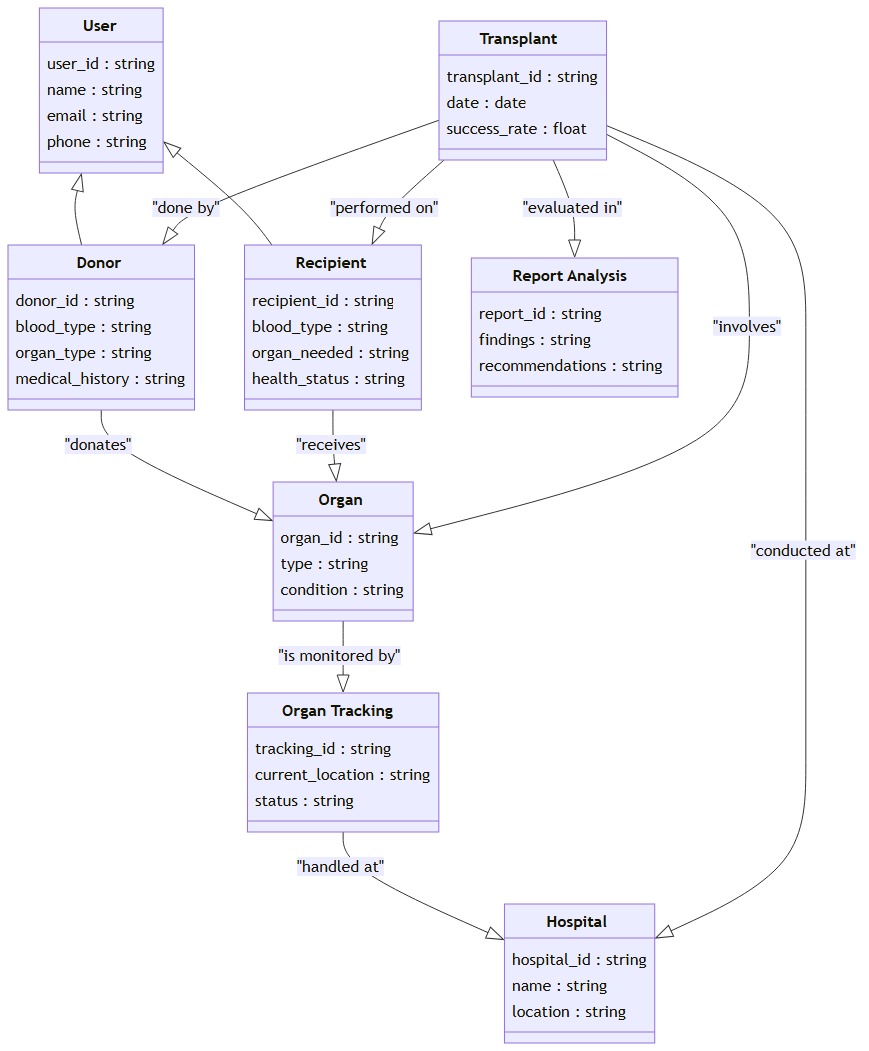 User
user_id : string
name : string
email : string
phone : string
Transplant
transplant_id : string
date : date
success_rate : float
"done by"
"performed on"
"evaluated in"
Donor
donor_id : string
blood_type : string
organ_type : string
medical_history : string
Recipient
recipient_id : string
blood_type : string
organ_needed : string
health_status : string
Report Analysis
report_id : string
findings : string
recommendations : string
"involves"
"donates"
"receives"
Organ
organ_id : string
type : string
condition : string
"conducted at"
"is monitored by"
Organ Tracking
tracking_id : string
current_location : string
status : string
"handled at"
Hospital
hospital_id : string
name : string
location : string